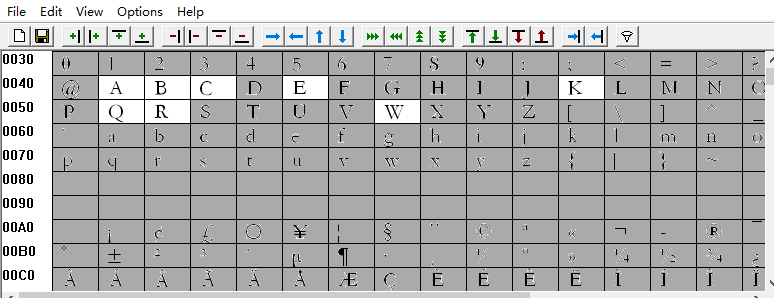 File Edit View Options Help
0030 0 1 2 3 4 5 6 7 8 9 : ; < = > ?
0040 @ A B C D E F G H I J K L M N O
0050 P Q R S T U V W X Y Z [ \ ] ^ _
0060 ` a b c d e f g h i j k l m n o
0070 p q r s t u v w x y z { | } ~
0080
0090
00A0 ¡ ¢ £ ¤ ¥ ¦ § ¨ © ª « ¬ - ® ¯
00B0 ° ± ² ³ ´ µ ¶ · ¸ ¹ º » ¼ ½ ¾ ¿
00C0 À Á Â Ã Ä Å Æ Ç È É Ê Ë Ì Í Î Ï